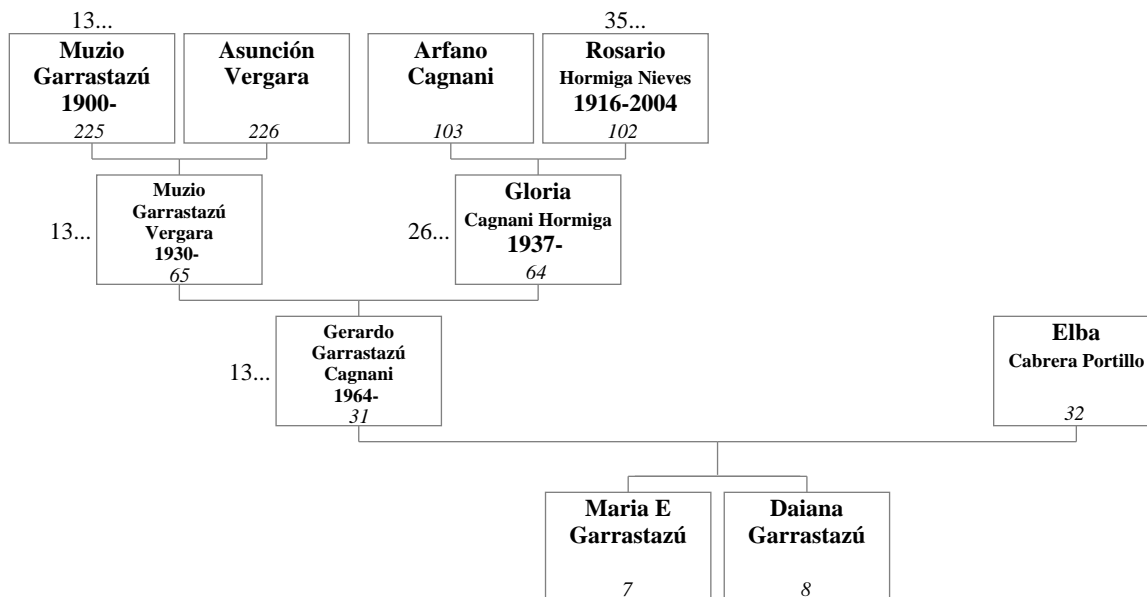 13...
35...
Muzio
Garrastazú
1900-
225
Asunción
Vergara
226
Arfano
Cagnani
103
Rosario
Hormiga Nieves
1916-2004
102
13...
Muzio
Garrastazú
Vergara
1930-
65
26...
Gloria
Cagnani Hormiga
1937-
64
13...
Gerardo
Garrastazú
Cagnani
1964-
31
Elba
Cabrera Portillo
32
Maria E
Garrastazú
7
Daiana
Garrastazú
8